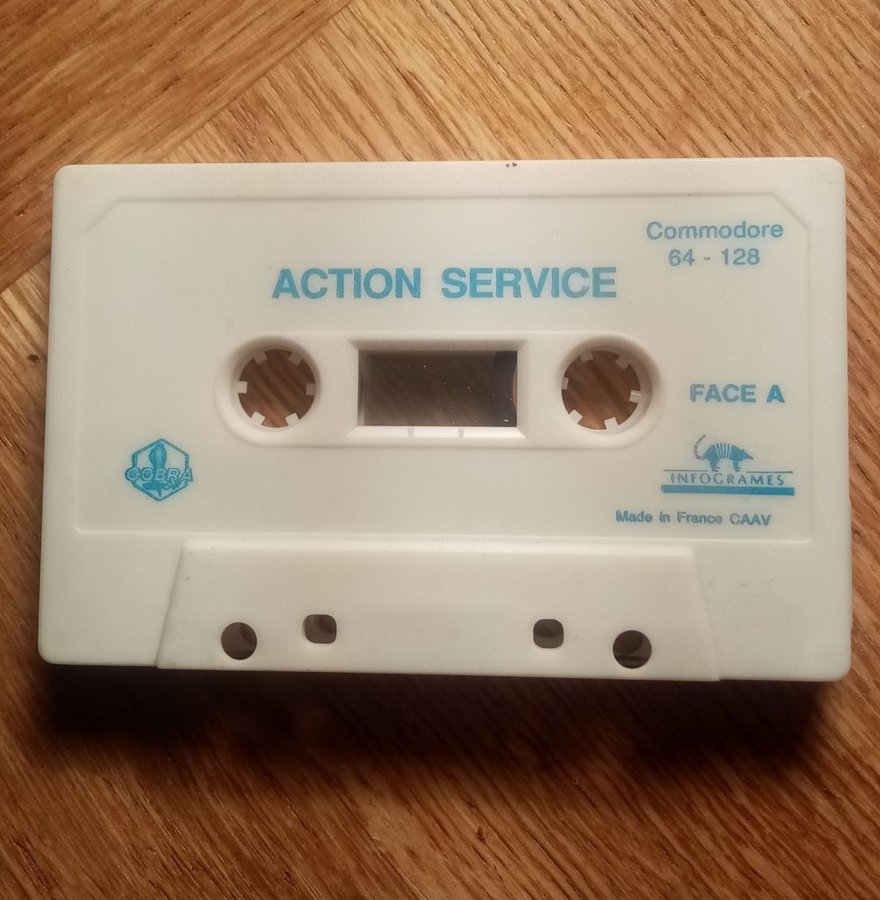 Commodore
64 - 128
ACTION SERVICE
FACE A
COBRA
INFOGRAMES
Made in France CAAV